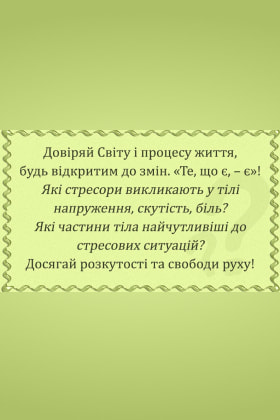 Довіряй Світу і процесу життя,
будь відкритим до змін. «Те, що є, – є»!
Які стресори викликають у тілі
напруження, скутість, біль?
Які частини тіла найчутливіші до
стресових ситуацій?
Досягай розкутості та свободи руху!